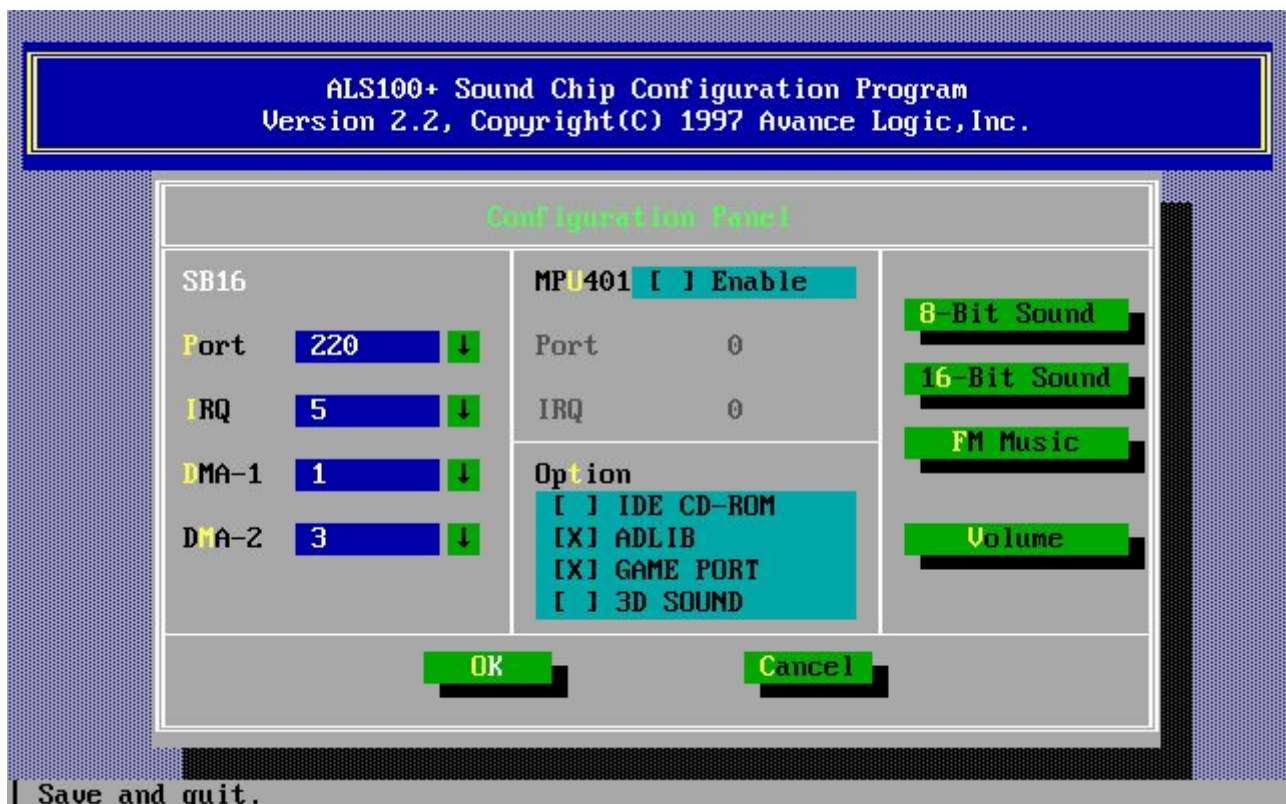 ALS100+ Sound Chip Configuration Program
Version 2.2, Copyright(C) 1997 Avance Logic,Inc.
Configuration Panel
SB16
Port 220 ↓
IRQ 5 ↓
DMA-1 1 ↓
DMA-2 3 ↓
MPU401 [ ] Enable
Port 0
IRQ 0
Option
[ ] IDE CD-ROM
[X] ADLIB
[X] GAME PORT
[ ] 3D SOUND
8-Bit Sound
16-Bit Sound
FM Music
Volume
OK
Cancel
| Save and quit.